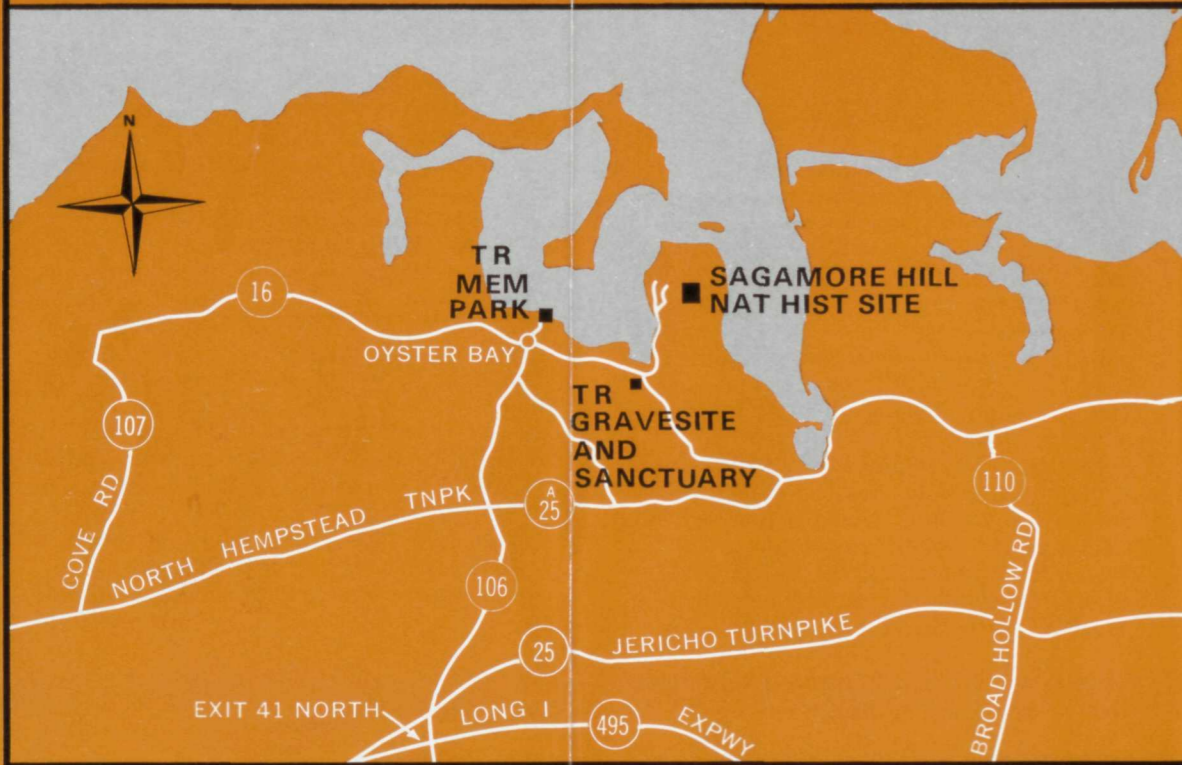 N
TR
MEM
PARK
SAGAMORE HILL
NAT HIST SITE
16
OYSTER BAY
TR
GRAVESITE
AND
SANCTUARY
107
COVE RD
NORTH HEMPSTEAD TNPK
A
25
110
BROAD HOLLOW RD
106
25
JERICHO TURNPIKE
EXIT 41 NORTH
LONG I
495
EXPWY